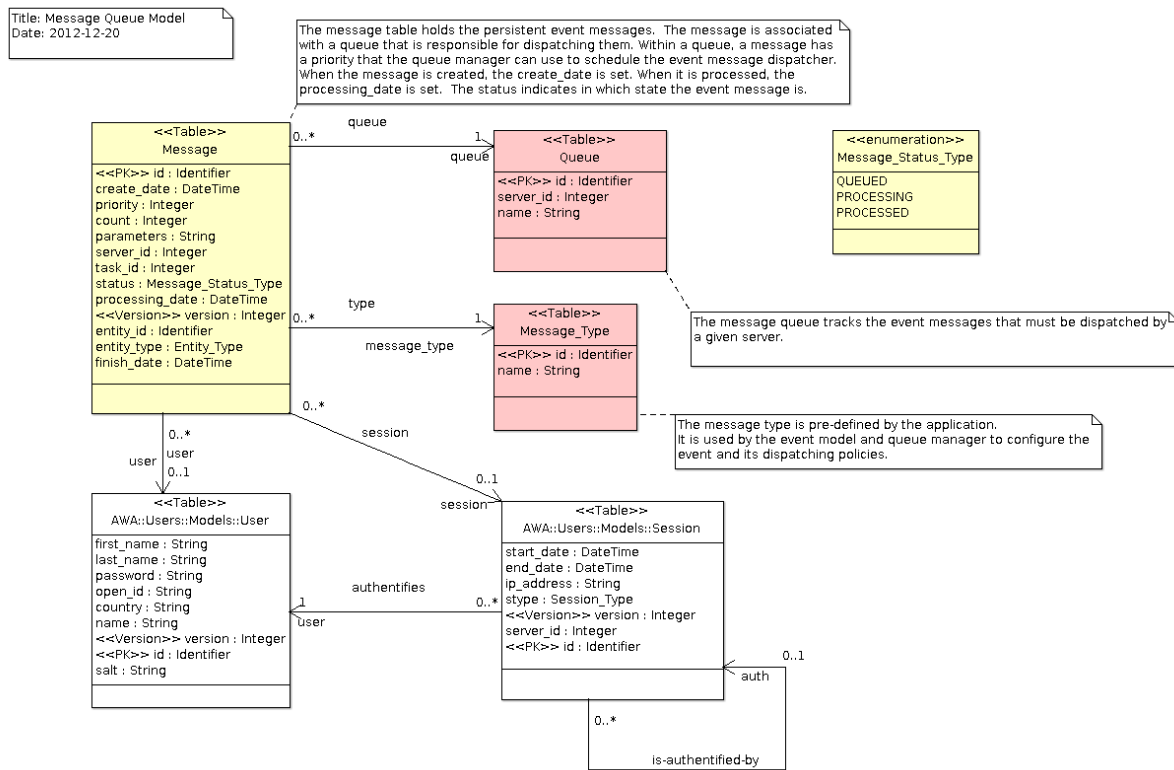 Title: Message Queue Model
Date: 2012-12-20
The message table holds the persistent event messages.  The message is associated
with a queue that is responsible for dispatching them. Within a queue, a message has
a priority that the queue manager can use to schedule the event message dispatcher.
When the message is created, the create_date is set. When it is processed, the
processing_date is set.  The status indicates in which state the event message is.
<<Table>>
Message
<<PK>> id : Identifier
create_date : DateTime
priority : Integer
count : Integer
parameters : String
server_id : Integer
task_id : Integer
status : Message_Status_Type
processing_date : DateTime
<<Version>> version : Integer
entity_id : Identifier
entity_type : Entity_Type
finish_date : DateTime
queue
0..*
1
queue
<<Table>>
Queue
<<PK>> id : Identifier
server_id : Integer
name : String
<<enumeration>>
Message_Status_Type
QUEUED
PROCESSING
PROCESSED
The message queue tracks the event messages that must be dispatched by
a given server.
type
0..*
1
message_type
<<Table>>
Message_Type
<<PK>> id : Identifier
name : String
The message type is pre-defined by the application.
It is used by the event model and queue manager to configure the
event and its dispatching policies.
0..*
session
0..1
session
0..*
user
user
0..1
<<Table>>
AWA::Users::Models::User
first_name : String
last_name : String
password : String
open_id : String
country : String
name : String
<<Version>> version : Integer
<<PK>> id : Identifier
salt : String
authentifies
1
0..*
user
<<Table>>
AWA::Users::Models::Session
start_date : DateTime
end_date : DateTime
ip_address : String
stype : Session_Type
<<Version>> version : Integer
server_id : Integer
<<PK>> id : Identifier
0..1
auth
0..*
is-authentified-by